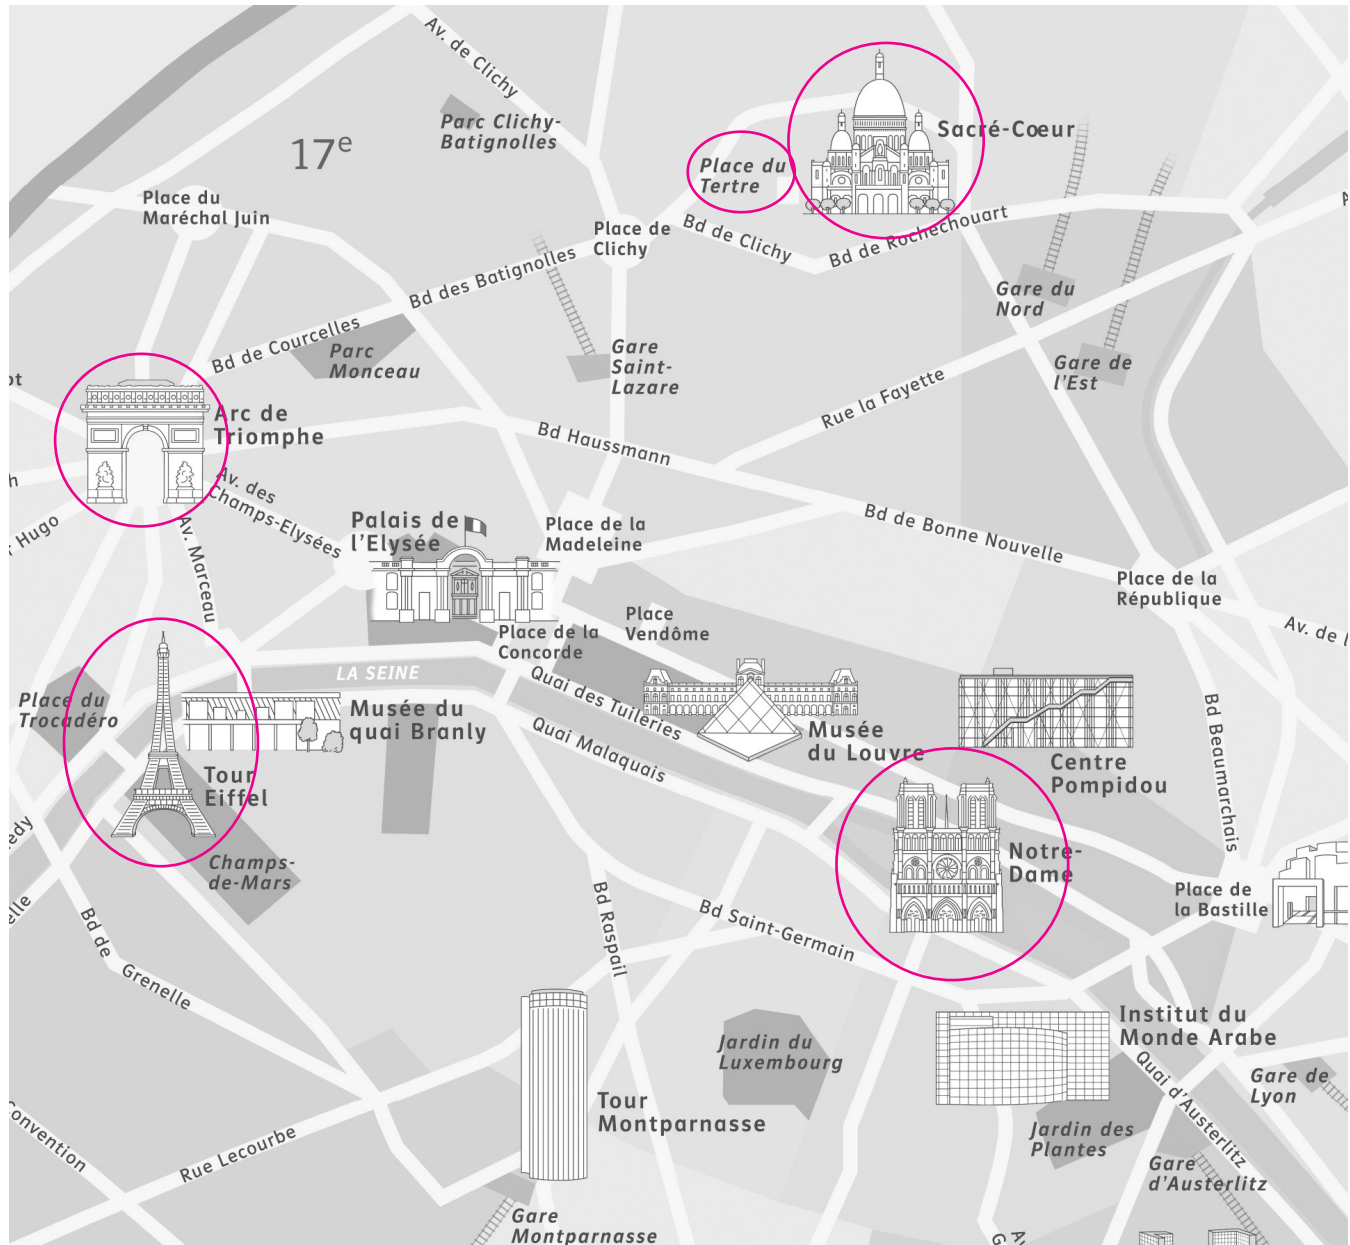 Av. de Clichy
Parc Clichy-
Batignolles
17e
Sacré-Cœur
Place du
Tertre
Place du
Maréchal Juin
Place de
Clichy
Bd de Clichy
Bd de Rochechouart
Bd des Batignolles
Gare du
Nord
Bd de Courcelles
Parc
Monceau
Gare
Saint-
Lazare
Gare de
l'Est
Rue la Fayette
Arc de
Triomphe
Bd Haussmann
Av. des
Champs-Elysées
Hugo
Av. Marceau
Palais de
l'Elysée
Place de la
Madeleine
Bd de Bonne Nouvelle
Place de la
République
Av. de l
Place
Vendôme
Place de la
Concorde
LA SEINE
Quai des Tuileries
Quai Malaquais
Place du
Trocadéro
Musée du
quai Branly
Musée
du Louvre
Centre
Pompidou
Bd Beaumarchais
Tour
Eiffel
Champs-
de-Mars
Notre-
Dame
Place de
la Bastille
Bd de
Grenelle
Bd Raspail
Bd Saint-Germain
Institut du
Monde Arabe
Jardin du
Luxembourg
Quai d'Austerlitz
Gare de
Lyon
Tour
Montparnasse
Jardin des
Plantes
Convention
Rue Lecourbe
Gare
d'Austerlitz
Gare
Montparnasse